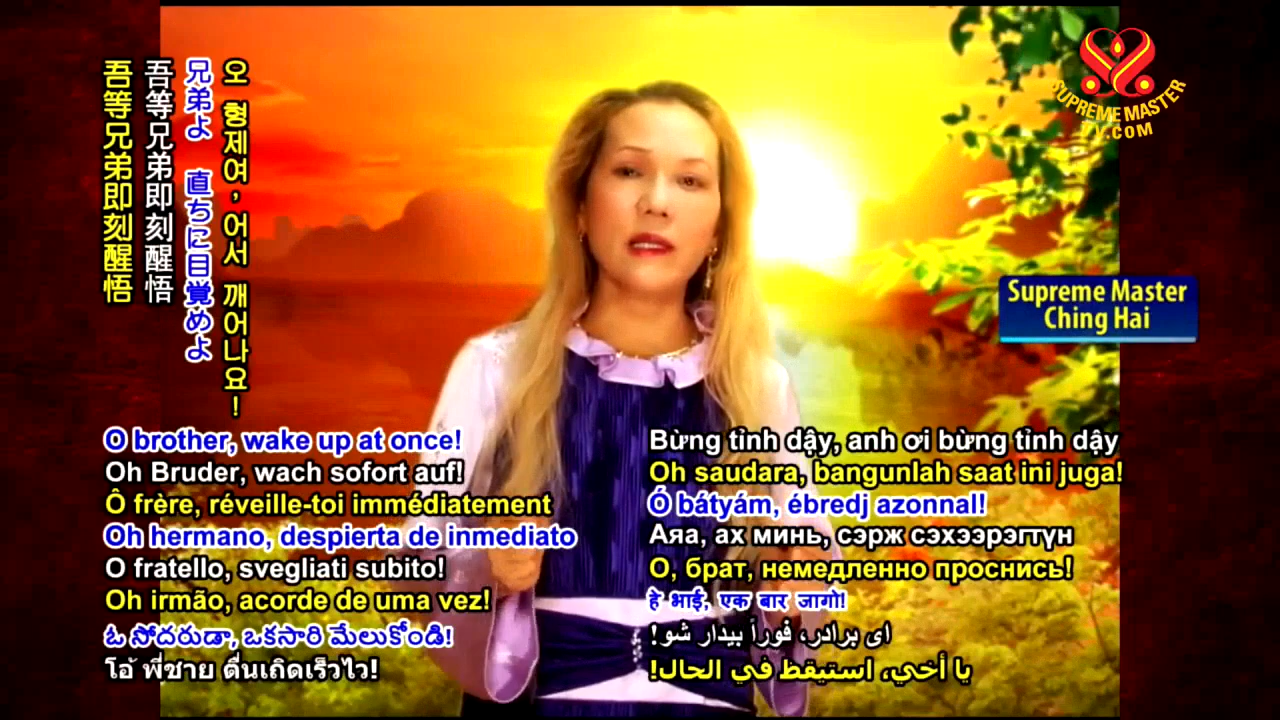 吾等兄弟即刻醒悟
吾等兄弟即刻醒悟
兄弟よ 直ちに目覚めよ
오 형제여, 어서 깨어나요!
SUPREME MASTER
TV.COM
Supreme Master
Ching Hai
O brother, wake up at once!
Oh Bruder, wach sofort auf!
Ô frère, réveille-toi immédiatement
Oh hermano, despierta de inmediato
O fratello, svegliati subito!
Oh irmão, acorde de uma vez!
ఓ సోదరుడా, ఒకసారి మేలుకోండి!
โอ้ พี่ชาย ตื่นเถิดเร็วไว!
Bừng tỉnh dậy, anh ơi bừng tỉnh dậy
Oh saudara, bangunlah saat ini juga!
Ó bátyám, ébredj azonnal!
Аяа, ах минь, сэрж сэхээрэгтүн
О, брат, немедленно проснись!
हे भाई, एक बार जागो!
ای برادر، فوراً بیدار شو!
يا أخي، استيقظ في الحال!